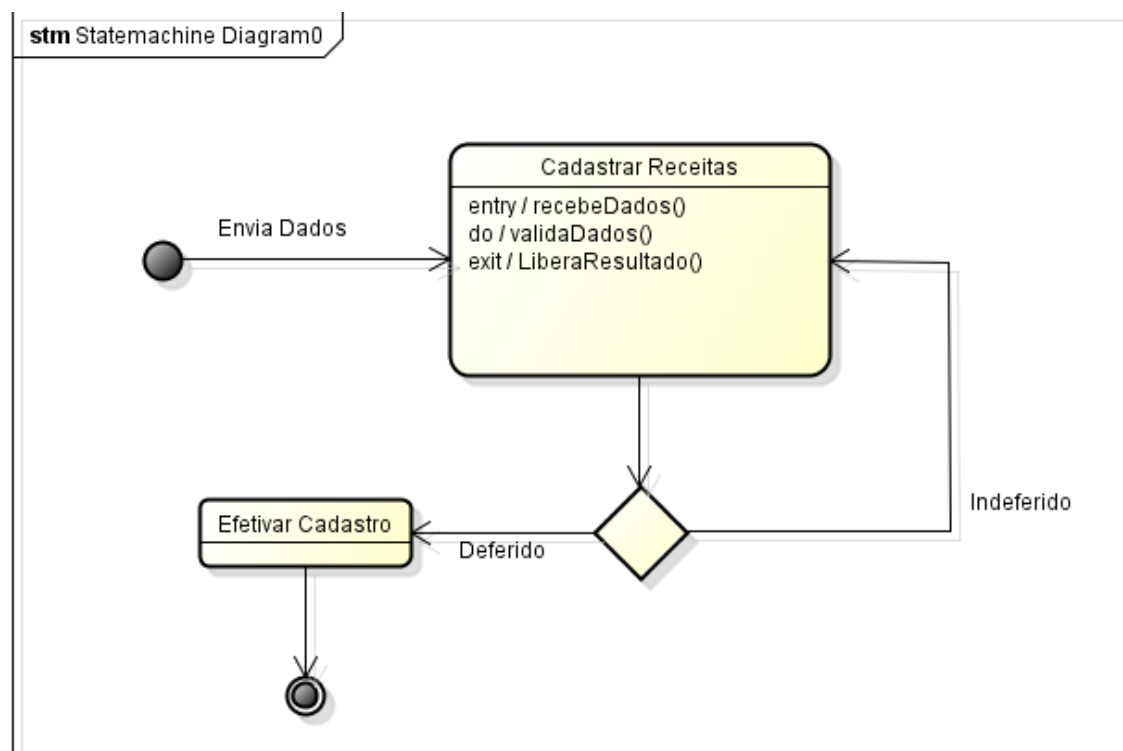 stm Statemachine Diagram0
Cadastrar Receitas
entry / recebeDados()
do / validaDados()
exit / LiberaResultado()
Envia Dados
Indeferido
Efetivar Cadastro
Deferido